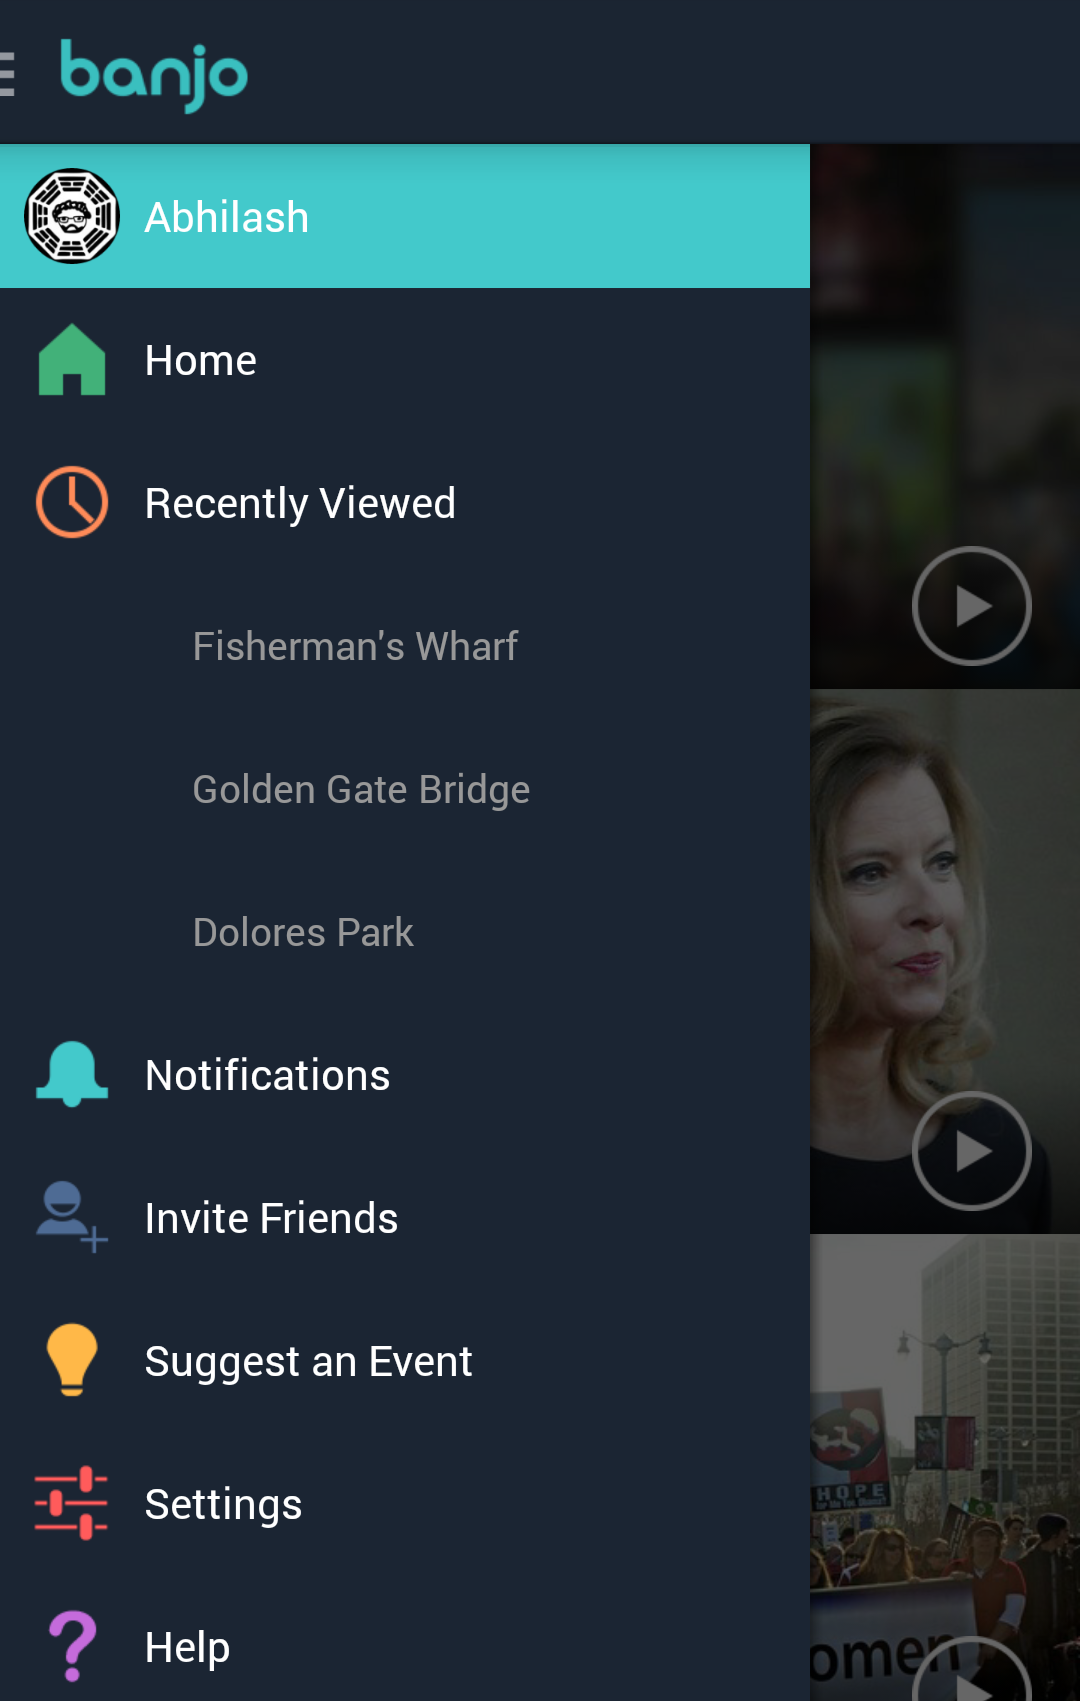 banjo
Abhilash
Home
Recently Viewed
Fisherman's Wharf
Golden Gate Bridge
Dolores Park
Notifications
Invite Friends
Suggest an Event
Settings
Help
HOPE
omen